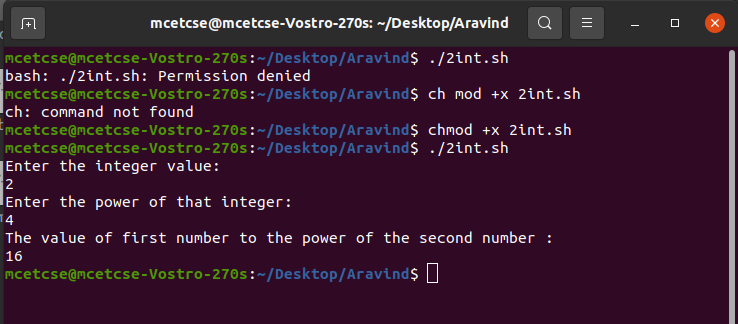 mcetcse@mcetcse-Vostro-270s: ~/Desktop/Aravind
mcetcse@mcetcse-Vostro-270s:~/Desktop/Aravind$ ./2int.sh
bash: ./2int.sh: Permission denied
mcetcse@mcetcse-Vostro-270s:~/Desktop/Aravind$ ch mod +x 2int.sh
ch: command not found
mcetcse@mcetcse-Vostro-270s:~/Desktop/Aravind$ chmod +x 2int.sh
mcetcse@mcetcse-Vostro-270s:~/Desktop/Aravind$ ./2int.sh
Enter the integer value:
2
Enter the power of that integer:
4
The value of first number to the power of the second number :
16
mcetcse@mcetcse-Vostro-270s:~/Desktop/Aravind$